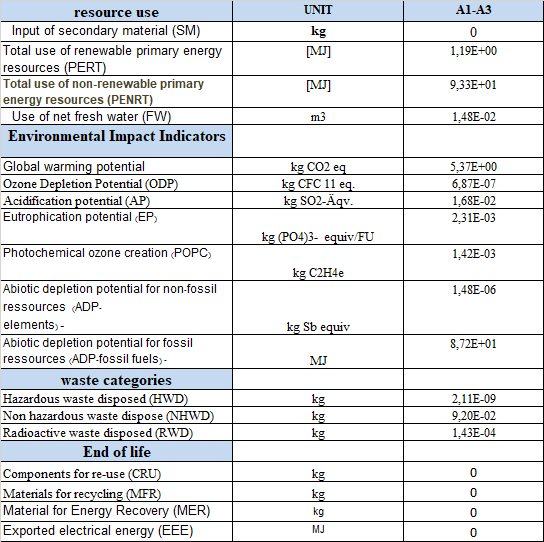 resource use UNIT A1-A3
Input of secondary material (SM) kg 0
Total use of renewable primary energy
resources (PERT) [MJ] 1,19E+00
Total use of non-renewable primary
energy resources (PENRT) [MJ] 9,33E+01
Use of net fresh water (FW) m3 1,48E-02
Environmental Impact Indicators
Global warming potential kg CO2 eq 5,37E+00
Ozone Depletion Potential (ODP) kg CFC 11 eq. 6,87E-07
Acidification potential (AP) kg SO2-Äqv. 1,68E-02
Eutrophication potential (EP) 2,31E-03
kg (PO4)3- equiv/FU
Photochemical ozone creation (POPC) 1,42E-03
kg C2H4e
Abiotic depletion potential for non-fossil 1,48E-06
ressources (ADP-
elements) - kg Sb equiv
Abiotic depletion potential for fossil 8,72E+01
ressources (ADP-fossil fuels) - MJ
waste categories
Hazardous waste disposed (HWD) kg 2,11E-09
Non hazardous waste dispose (NHWD) kg 9,20E-02
Radioactive waste disposed (RWD) kg 1,43E-04
End of life
Components for re-use (CRU) kg 0
Materials for recycling (MFR) kg 0
Material for Energy Recovery (MER) kg 0
Exported electrical energy (EEE) MJ 0